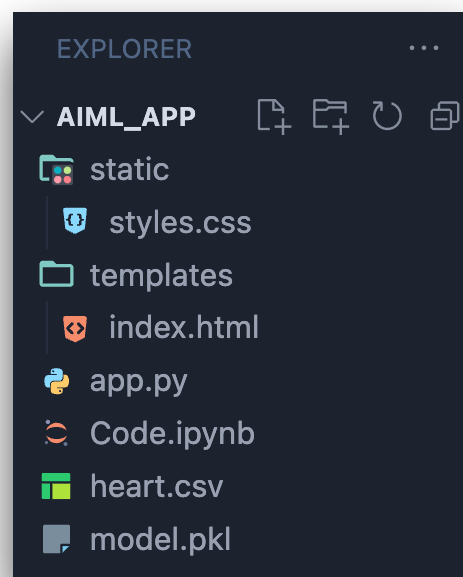 EXPLORER
AIML_APP
static
styles.css
templates
index.html
app.py
Code.ipynb
heart.csv
model.pkl